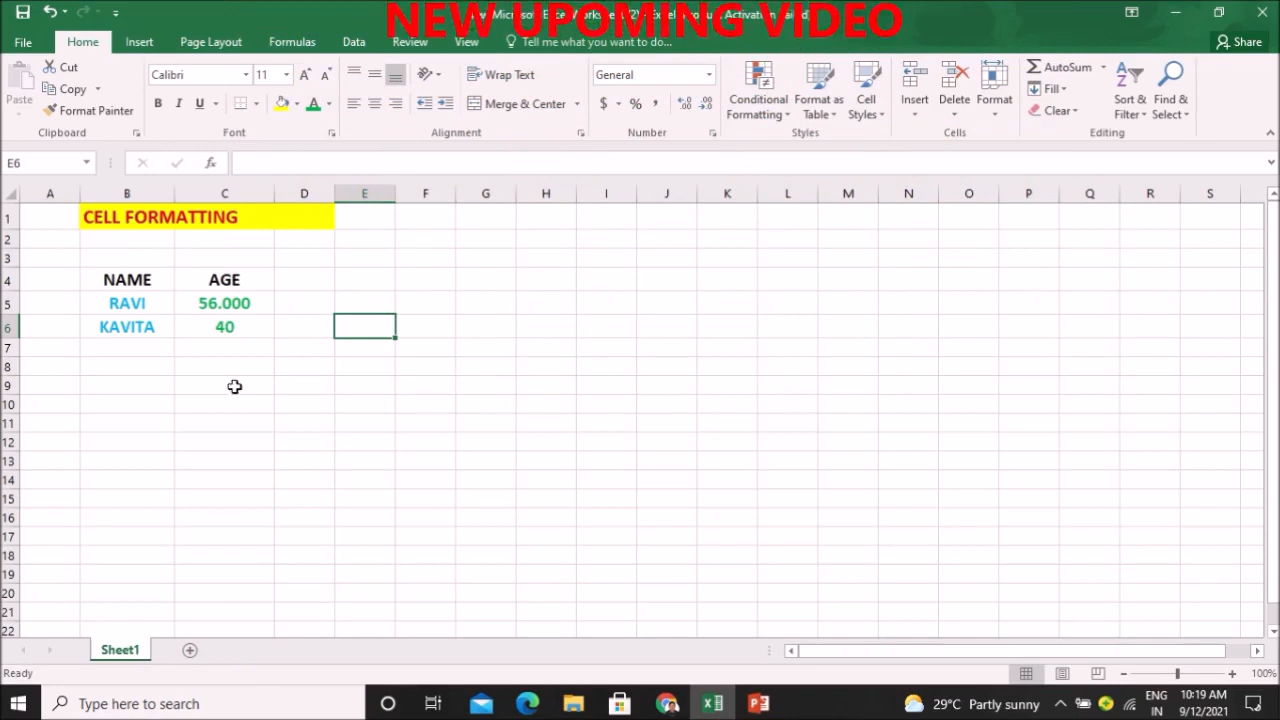 NEW UPOMING VIDEO
File Home Insert Page Layout Formulas Data Review View Tell me what you want to do... Share
Cut
Copy
Paste
Format Painter
Clipboard
Calibri 11
B I U
Font
Wrap Text
Merge & Center
Alignment
General
$ % ,
Number
Conditional Formatting
Format as Table
Cell Styles
Styles
Insert Delete Format
Cells
AutoSum
Fill
Clear
Sort & Filter
Find & Select
Editing
E6 fx
A B C D E F G H I J K L M N O P Q R S
1 CELL FORMATTING
2
3
4 NAME AGE
5 RAVI 56.000
6 KAVITA 40
7
8
9
10
11
12
13
14
15
16
17
18
19
20
21
22
Sheet1
Ready 100%
Type here to search 29°C Partly sunny ENG IN 10:19 AM 9/12/2021